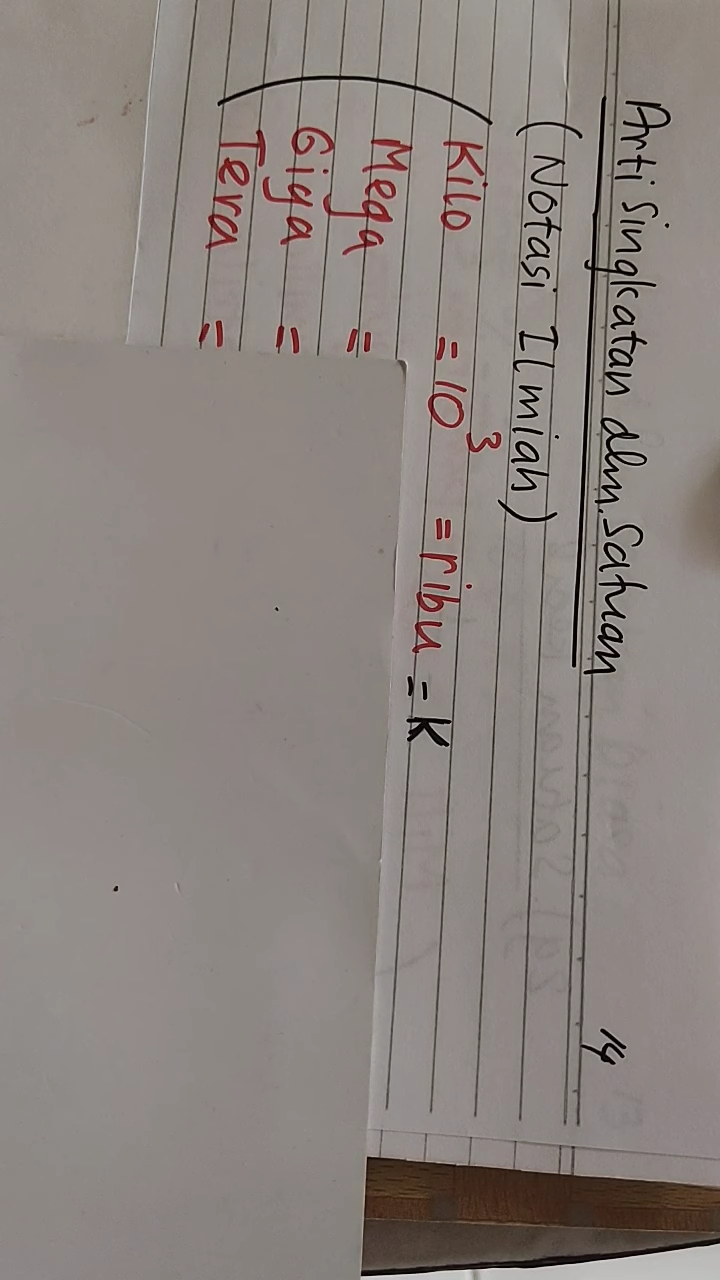 14
Arti Singkatan dlm. Satuan
(Notasi Ilmiah)
Kilo = 10³ = ribu = K
Mega =
Giga =
Tera =